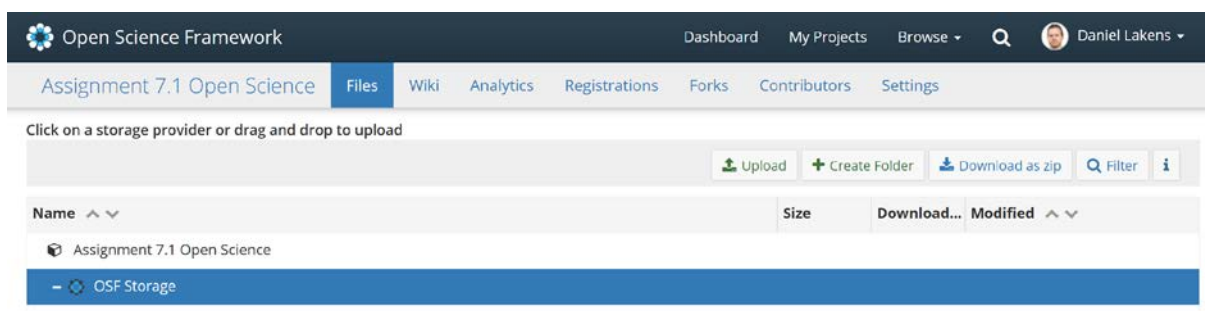 Open Science Framework Dashboard My Projects Browse Daniel Lakens
Assignment 7.1 Open Science Files Wiki Analytics Registrations Forks Contributors Settings
Click on a storage provider or drag and drop to upload
Upload Create Folder Download as zip Filter i
Name Size Download... Modified
Assignment 7.1 Open Science
OSF Storage